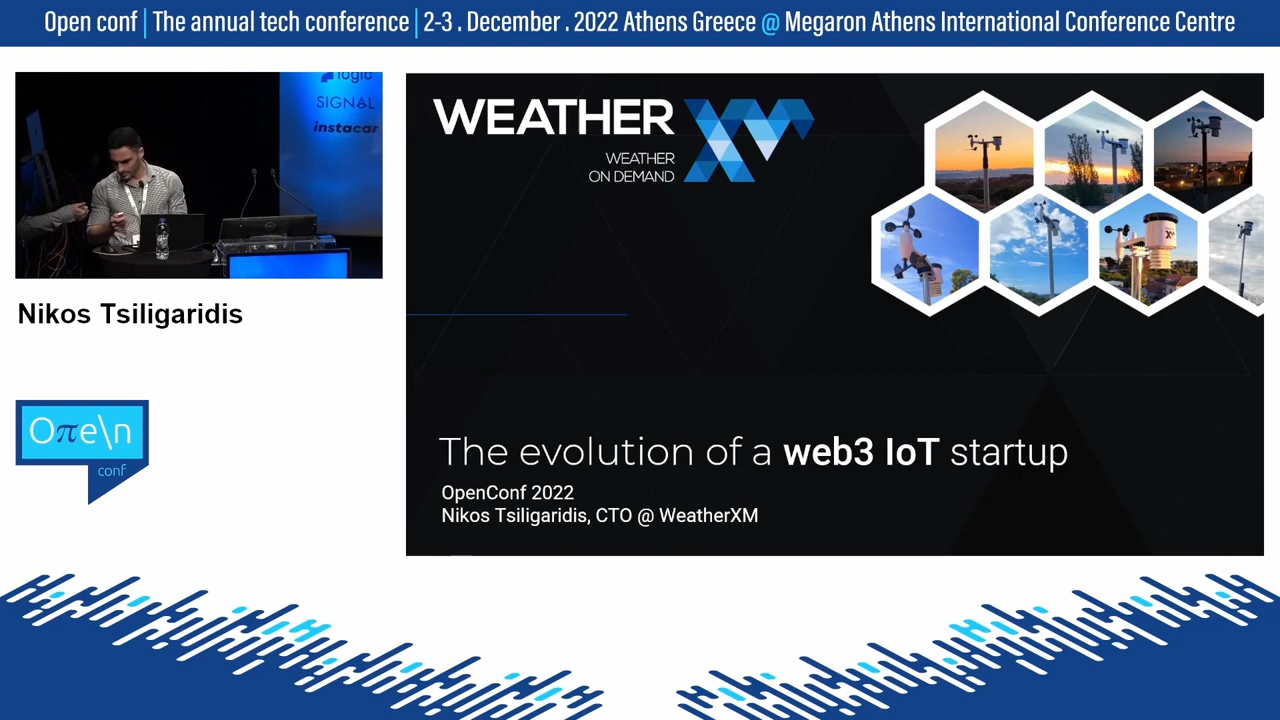 Open conf | The annual tech conference | 2-3 . December . 2022 Athens Greece @ Megaron Athens International Conference Centre
logic
SIGNAL
instacar
Nikos Tsiligaridis
Oπe\n
conf
WEATHER
WEATHER
ON DEMAND
The evolution of a web3 IoT startup
OpenConf 2022
Nikos Tsiligaridis, CTO @ WeatherXM